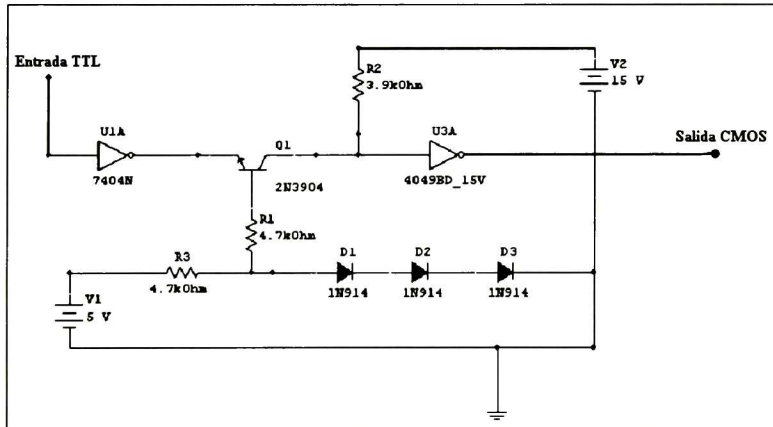 Entrada TTL
U1A
7404N
Q1
2N3904
R2
3.9kOhm
V2
15 V
U3A
4049BD_15V
Salida CMOS
R1
4.7kOhm
R3
4.7kOhm
D1
1N914
D2
1N914
D3
1N914
V1
5 V